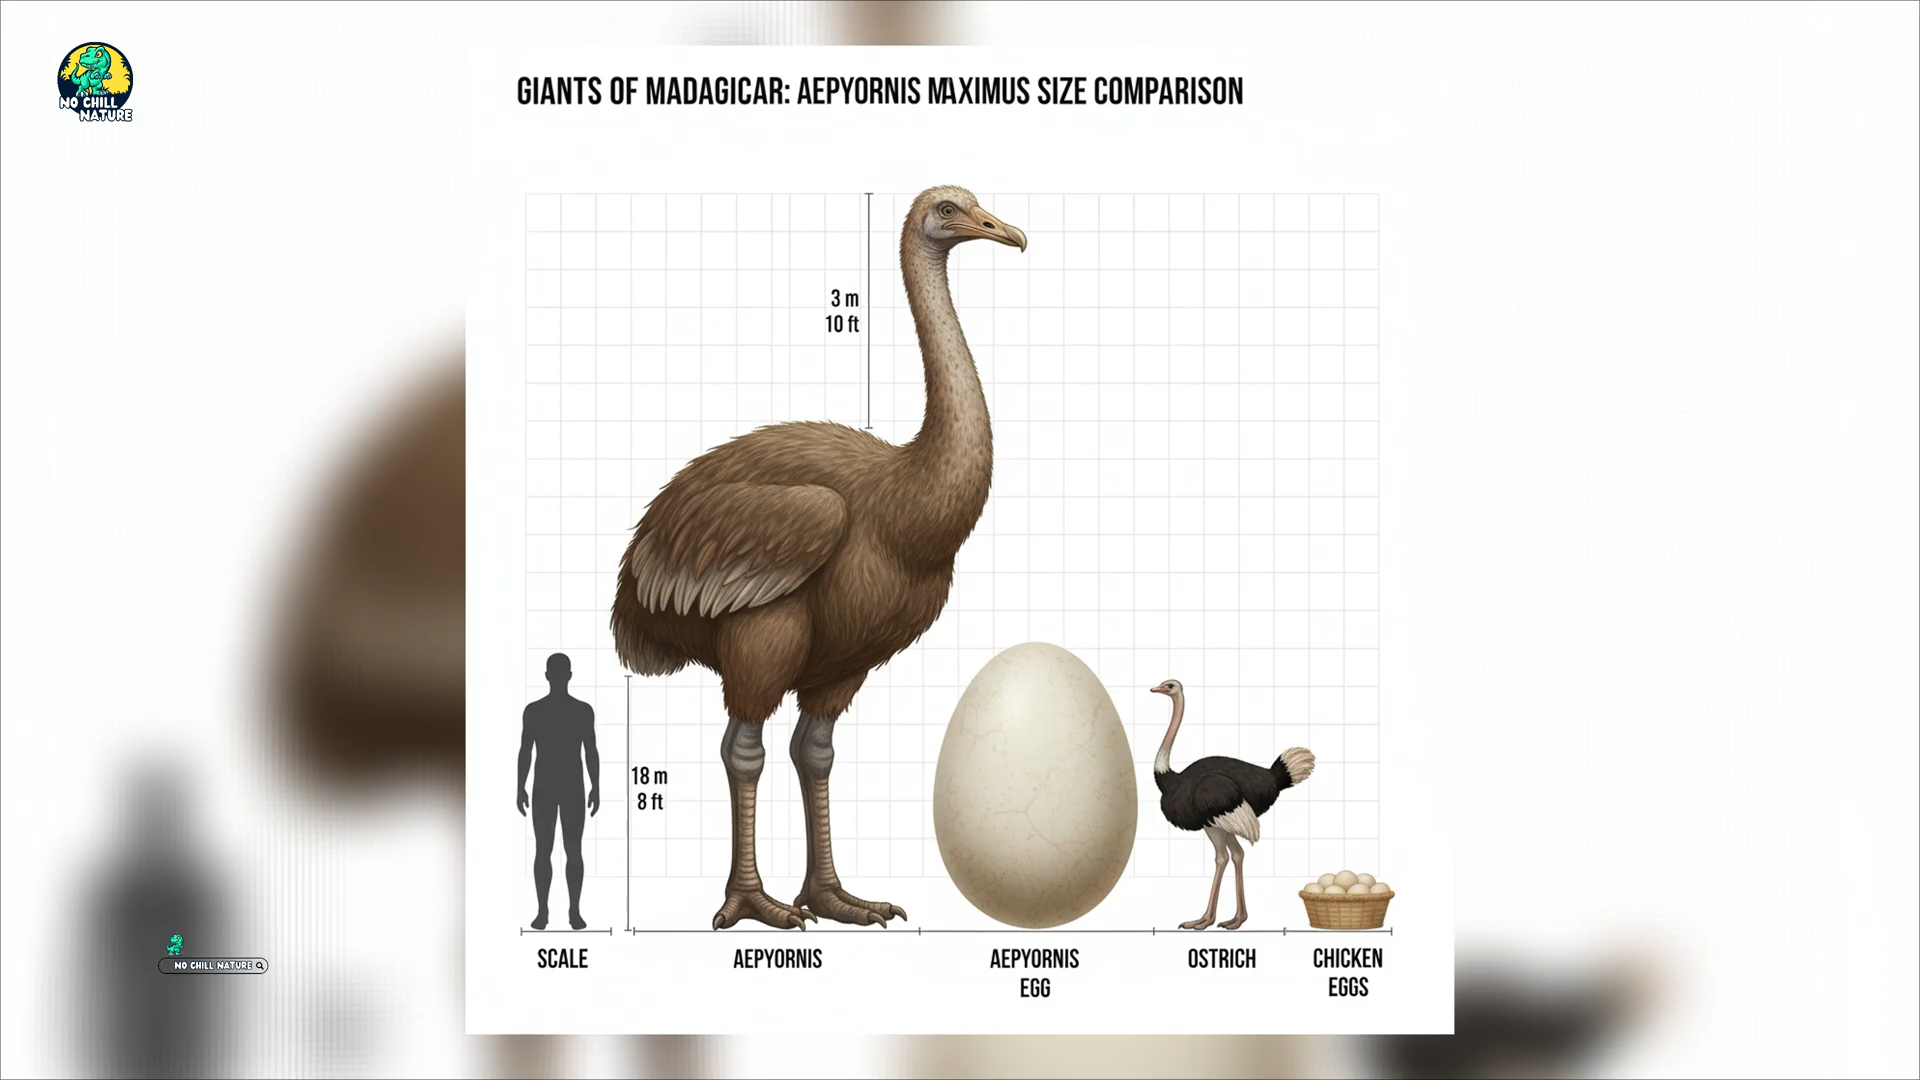 NO CHILL
NATURE
GIANTS OF MADAGICAR: AEPYORNIS MAXIMUS SIZE COMPARISON
3 m
10 ft
18 m
8 ft
SCALE
AEPYORNIS
AEPYORNIS
EGG
OSTRICH
CHICKEN
EGGS
NO CHILL NATURE